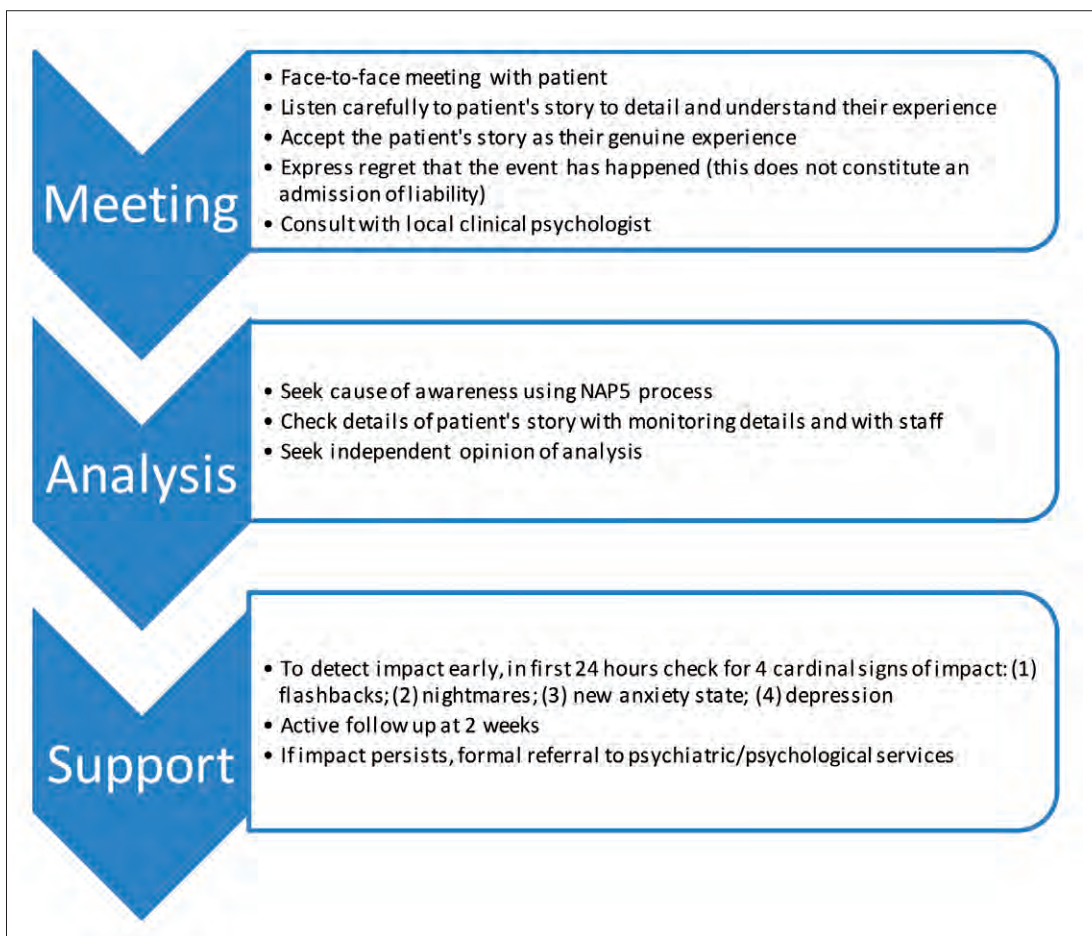 Meeting
• Face-to-face meeting with patient
• Listen carefully to patient's story to detail and understand their experience
• Accept the patient's story as their genuine experience
• Express regret that the event has happened (this does not constitute an
admission of liability)
• Consult with local clinical psychologist
Analysis
• Seek cause of awareness using NAP5 process
• Check details of patient's story with monitoring details and with staff
• Seek independent opinion of analysis
Support
• To detect impact early, in first 24 hours check for 4 cardinal signs of impact: (1)
flashbacks; (2) nightmares; (3) new anxiety state; (4) depression
• Active follow up at 2 weeks
• If impact persists, formal referral to psychiatric/psychological services